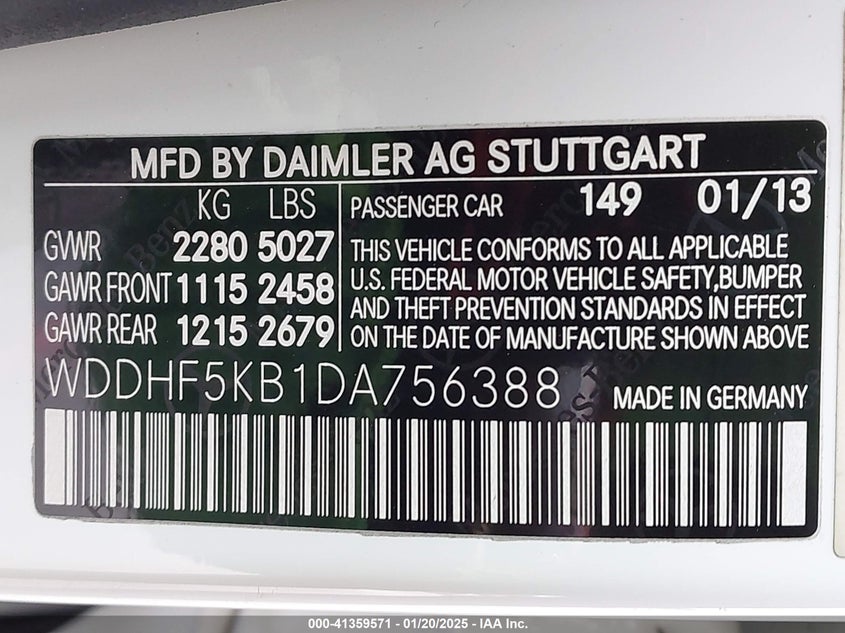 MFD BY DAIMLER AG STUTTGART
KG LBS
GVWR 2280 5027
GAWR FRONT 1115 2458
GAWR REAR 1215 2679
PASSENGER CAR 149 01/13
THIS VEHICLE CONFORMS TO ALL APPLICABLE
U.S. FEDERAL MOTOR VEHICLE SAFETY,BUMPER
AND THEFT PREVENTION STANDARDS IN EFFECT
ON THE DATE OF MANUFACTURE SHOWN ABOVE
WDDHF5KB1DA756388
MADE IN GERMANY
000-41359571 | 01/20/2025 - IAA Inc.